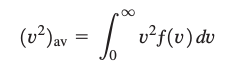 (v²)av = ∫₀^∞ v²f(v) dv